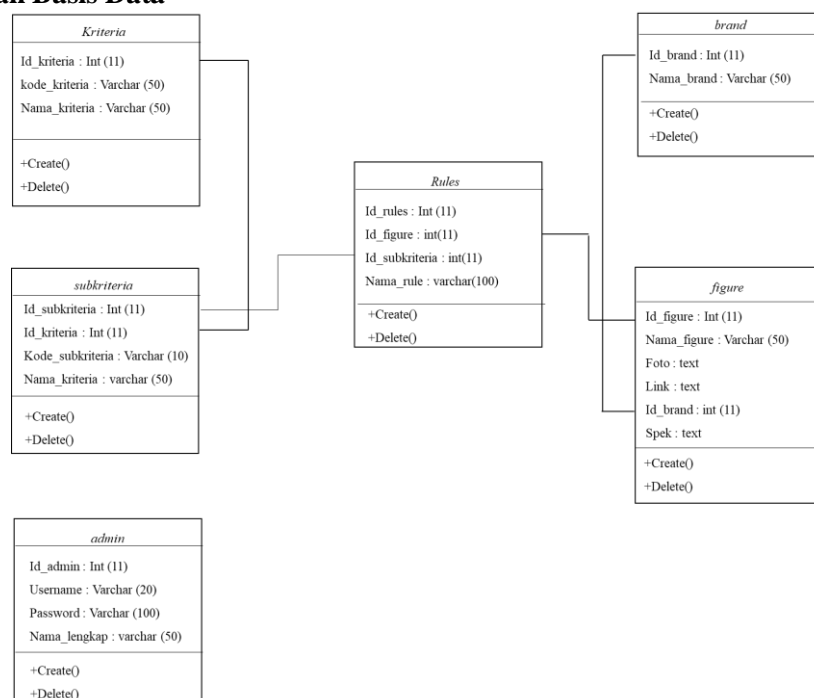 an Basis Data
Kriteria
Id_kriteria : Int (11)
kode_kriteria : Varchar (50)
Nama_kriteria : Varchar (50)
+Create()
+Delete()
subkriteria
Id_subkriteria : Int (11)
Id_kriteria : Int (11)
Kode_subkriteria : Varchar (10)
Nama_kriteria : varchar (50)
+Create()
+Delete()
admin
Id_admin : Int (11)
Username : Varchar (20)
Password : Varchar (100)
Nama_lengkap : varchar (50)
+Create()
+Delete()
Rules
Id_rules : Int (11)
Id_figure : int(11)
Id_subkriteria : int(11)
Nama_rule : varchar(100)
+Create()
+Delete()
brand
Id_brand : Int (11)
Nama_brand : Varchar (50)
+Create()
+Delete()
figure
Id_figure : Int (11)
Nama_figure : Varchar (50)
Foto : text
Link : text
Id_brand : int (11)
Spek : text
+Create()
+Delete()